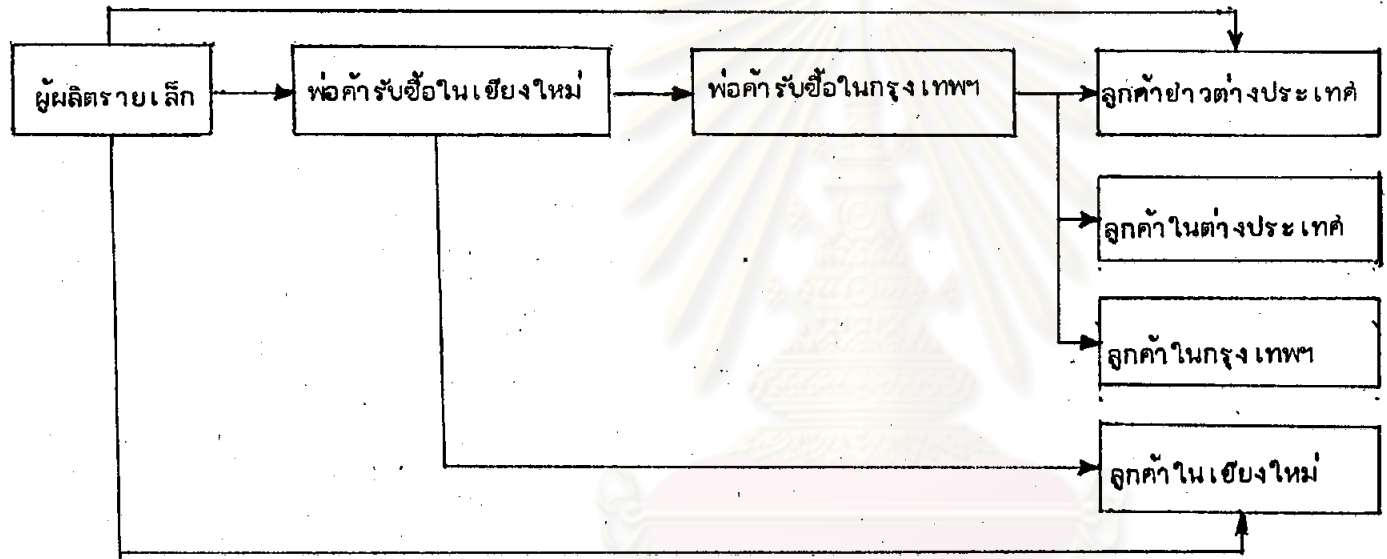 ผู้ผลิตรายเล็ก
พ่อค้ารับซื้อในเชียงใหม่
พ่อค้ารับซื้อในกรุงเทพฯ
ลูกค้าชาวต่างประเทศ
ลูกค้าในต่างประเทศ
ลูกค้าในกรุงเทพฯ
ลูกค้าในเชียงใหม่